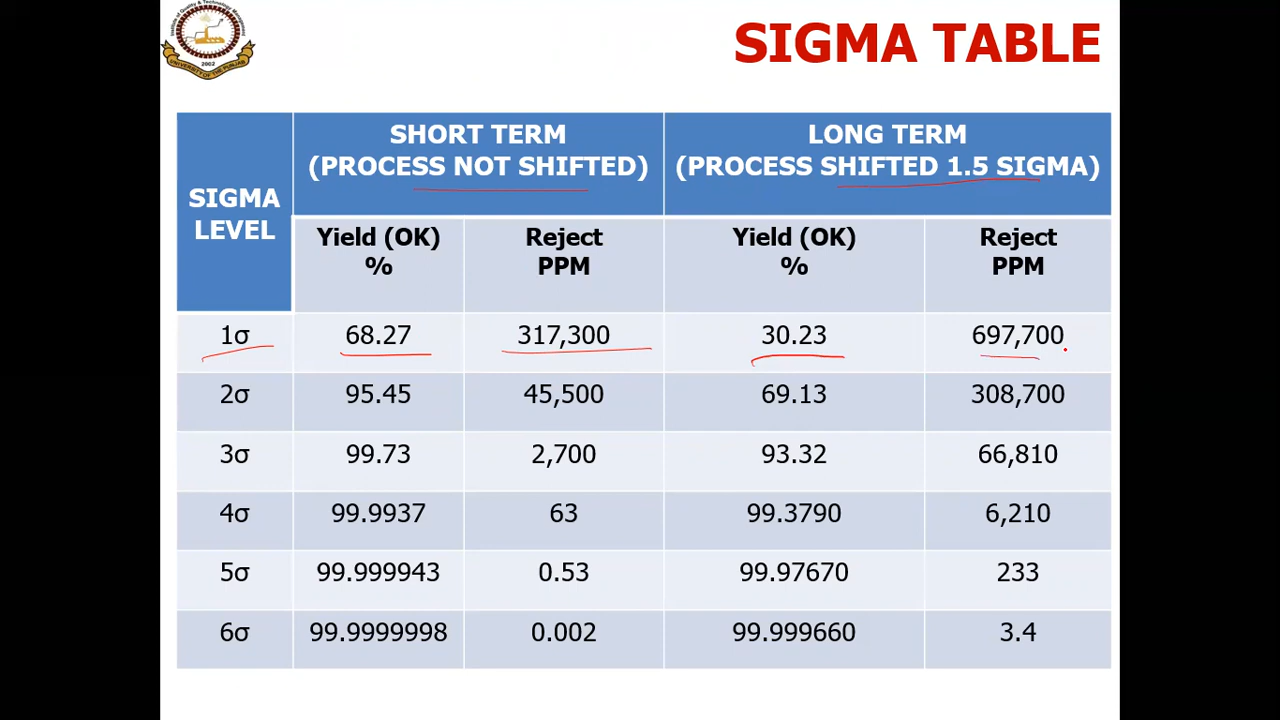 SIGMA TABLE
SIGMA LEVEL
SHORT TERM
(PROCESS NOT SHIFTED)
LONG TERM
(PROCESS SHIFTED 1.5 SIGMA)
Yield (OK) %
Reject PPM
Yield (OK) %
Reject PPM
1σ 68.27 317,300 30.23 697,700
2σ 95.45 45,500 69.13 308,700
3σ 99.73 2,700 93.32 66,810
4σ 99.9937 63 99.3790 6,210
5σ 99.999943 0.53 99.97670 233
6σ 99.9999998 0.002 99.999660 3.4
2002